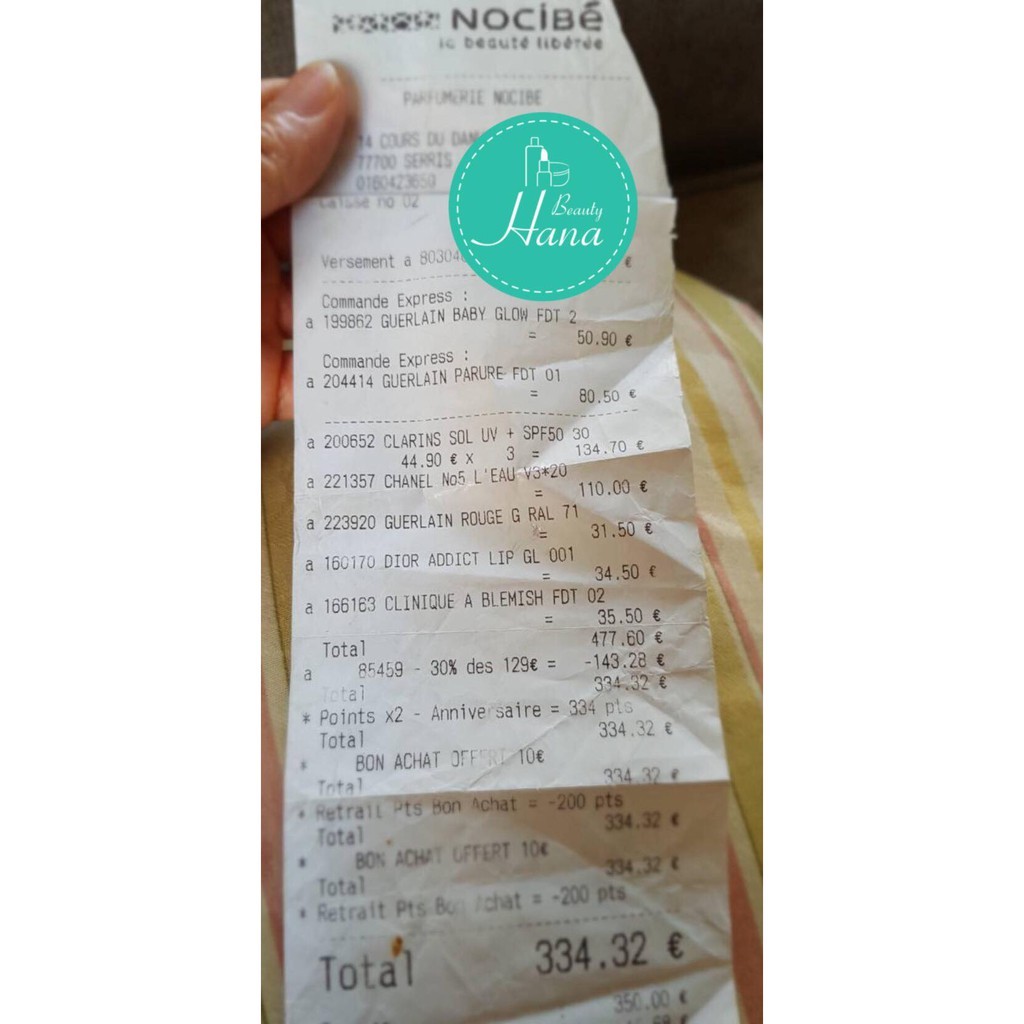 NOCIBÉ
la beauté libérée
PARFUMERIE NOCIBE
14 COURS DU
77700 SERRIS
0160423650
Caisse no 02
Beauty
Hana
Versement a €
Commande Express :
a 199862 GUERLAIN BABY GLOW FDT 2
= 50.90 €
Commande Express :
a 204414 GUERLAIN PARURE FDT 01
= 80.50 €
a 200652 CLARINS SOL UV + SPF50 30
44.90 € x 3 = 134.70 €
a 221357 CHANEL No5 L'EAU V3*20
= 110.00 €
a 223920 GUERLAIN ROUGE G RAL 71
= 31.50 €
a 160170 DIOR ADDICT LIP GL 001
= 34.50 €
a 166163 CLINIQUE A BLEMISH FDT 02
= 35.50 €
Total 477.60 €
a 85459 - 30% des 129€ = -143.28 €
Total 334.32 €
* Points x2 - Anniversaire = 334 pts
Total 334.32 €
* BON ACHAT OFFERT 10€
Total 334.32 €
* Retrait Pts Bon Achat = -200 pts
Total 334.32 €
* BON ACHAT OFFERT 10€
Total 334.32 €
* Retrait Pts Bon Achat = -200 pts
Total 334.32 €
350.00 €